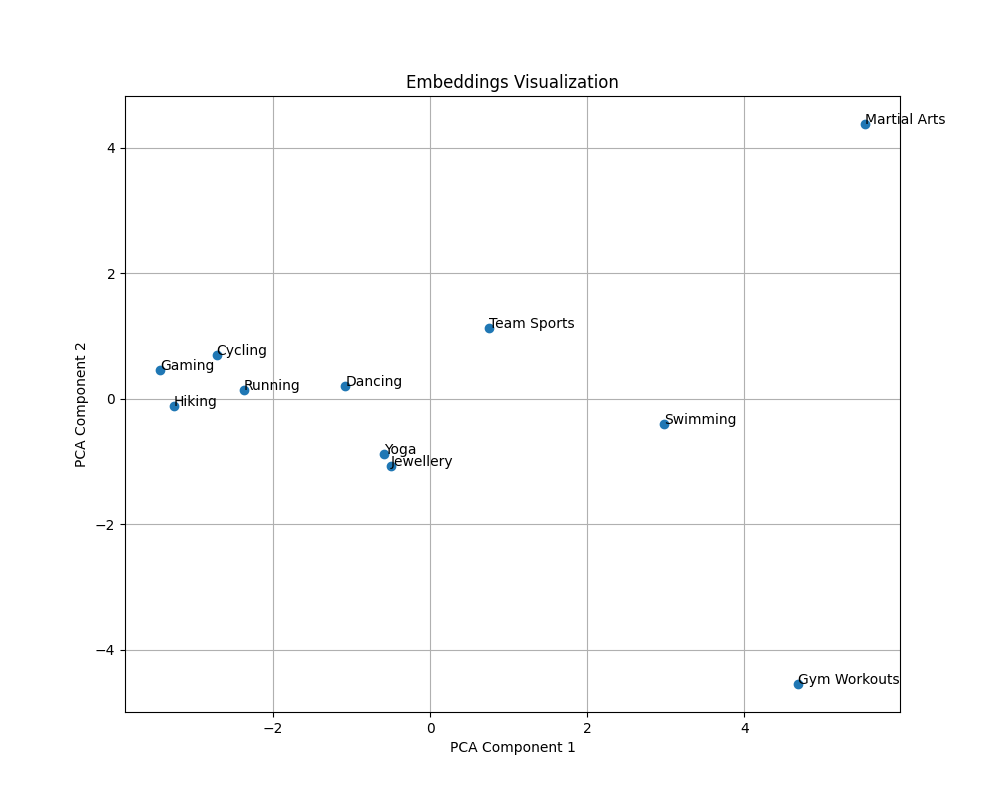 Embeddings Visualization
Martial Arts
Team Sports
Cycling
Gaming
Dancing
Running
Hiking
Swimming
Yoga
Jewellery
Gym Workouts
4
2
0
−2
−4
PCA Component 2
−2
0
2
4
PCA Component 1